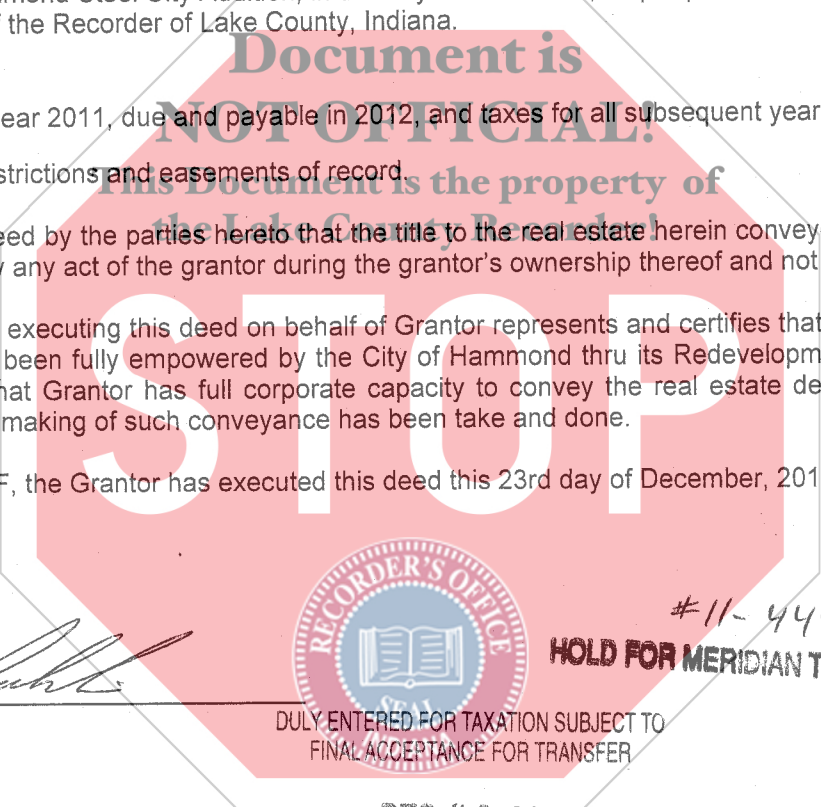 Steel City Addition, in
the Recorder of Lake County, Indiana.
Document is
ear 2011, due and payable in 2012, and taxes for all subsequent year
NOT OFFICIAL!
strictions and easements of record.
This Document is the property of
the Lake County Recorder!
eed by the parties hereto that the title to the real estate herein convey
any act of the grantor during the grantor's ownership thereof and not
STOP
executing this deed on behalf of Grantor represents and certifies that
been fully empowered by the City of Hammond thru its Redevelopm
hat Grantor has full corporate capacity to convey the real estate de
making of such conveyance has been take and done.
F, the Grantor has executed this deed this 23rd day of December, 201
RECORDER'S OFFICE
#11-44
HOLD FOR MERIDIAN T
SEAL
INDIANA
DULY ENTERED FOR TAXATION SUBJECT TO
FINAL ACCEPTANCE FOR TRANSFER